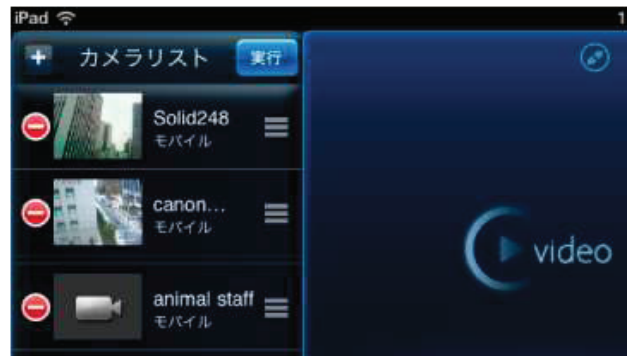 iPad 1
カメラリスト 実行
Solid248
モバイル
canon...
モバイル
animal staff
モバイル
video